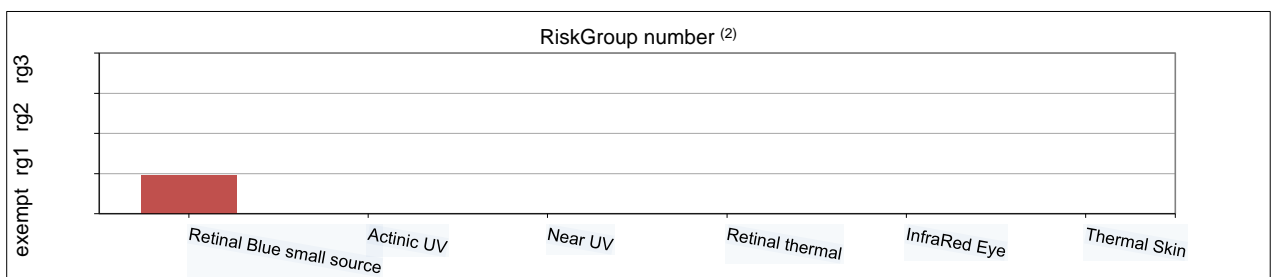 RiskGroup number (2)
rg3
rg2
rg1
exempt
Retinal Blue small source
Actinic UV
Near UV
Retinal thermal
InfraRed Eye
Thermal Skin